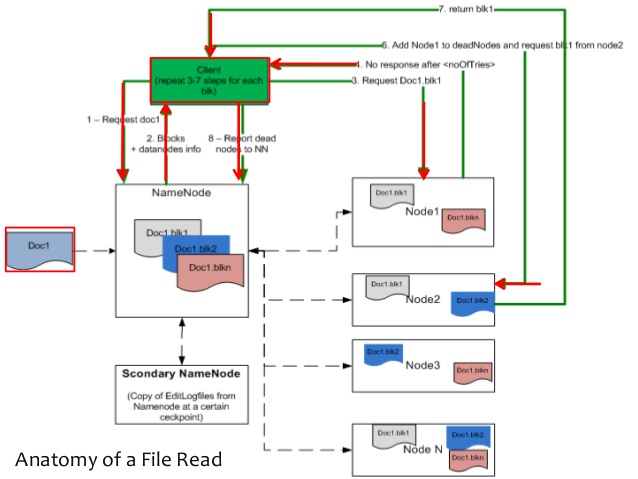 7. return blk1
6. Add Node1 to deadNodes and request blk1 from node2
4. No response after <noOfTries>
Client
(repeat 3-7 steps for each
blk)
3. Request Doc1.blk1
1 – Request doc1
2. Blocks
+ datanodes info
8 – Report dead
nodes to NN
NameNode
Doc1
Doc1.blk1
Doc1.blk2
Doc1.blkn
Doc1.blk1
Node1
Doc1.blkn
Doc1.blk1
Node2
Doc1.blk2
Doc1.blk2
Node3
Doc1.blkn
Scondary NameNode
(Copy of EditLogfiles from
Namenode at a certain
ceckpoint)
Doc1.blk1
Doc1.blk2
Node N
Doc1.blkn
Anatomy of a File Read